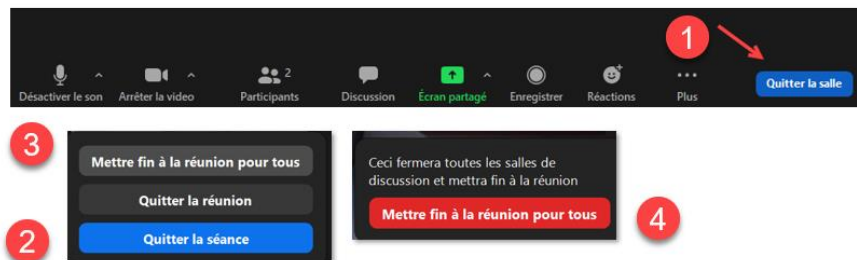 1
2
Désactiver le son Arrêter la video Participants Discussion Écran partagé Enregistrer Réactions Plus Quitter la salle
3
Mettre fin à la réunion pour tous
Quitter la réunion
2
Quitter la séance
Ceci fermera toutes les salles de
discussion et mettra fin à la réunion
Mettre fin à la réunion pour tous
4